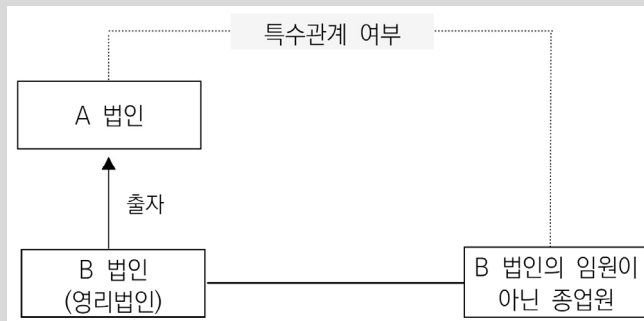 특수관계 여부
A 법인
출자
B 법인
(영리법인)
B 법인의 임원이
아닌 종업원